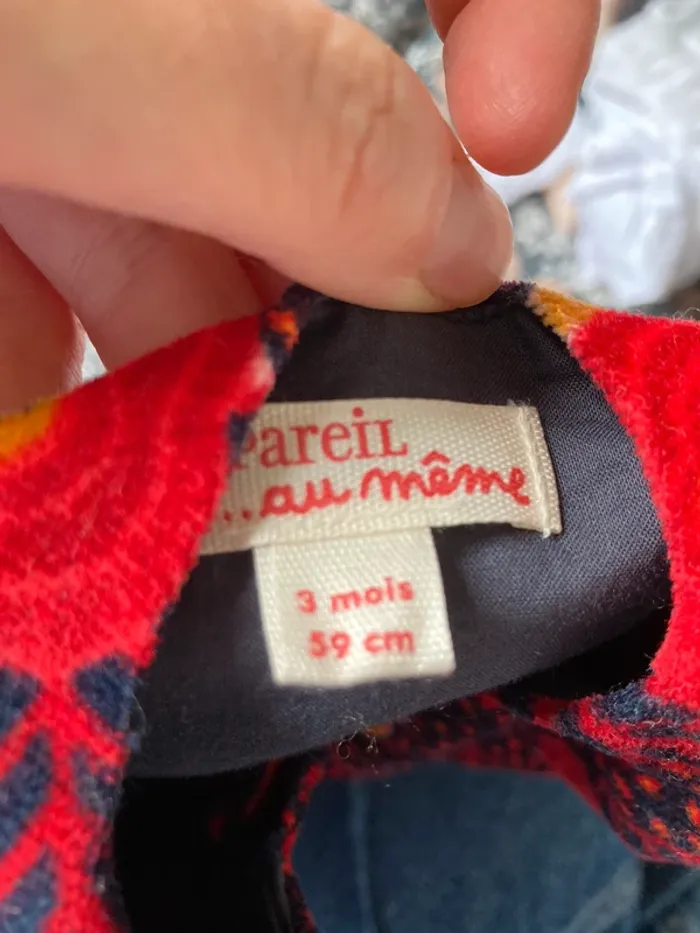 Pareil
...au même
3 mois
59 cm